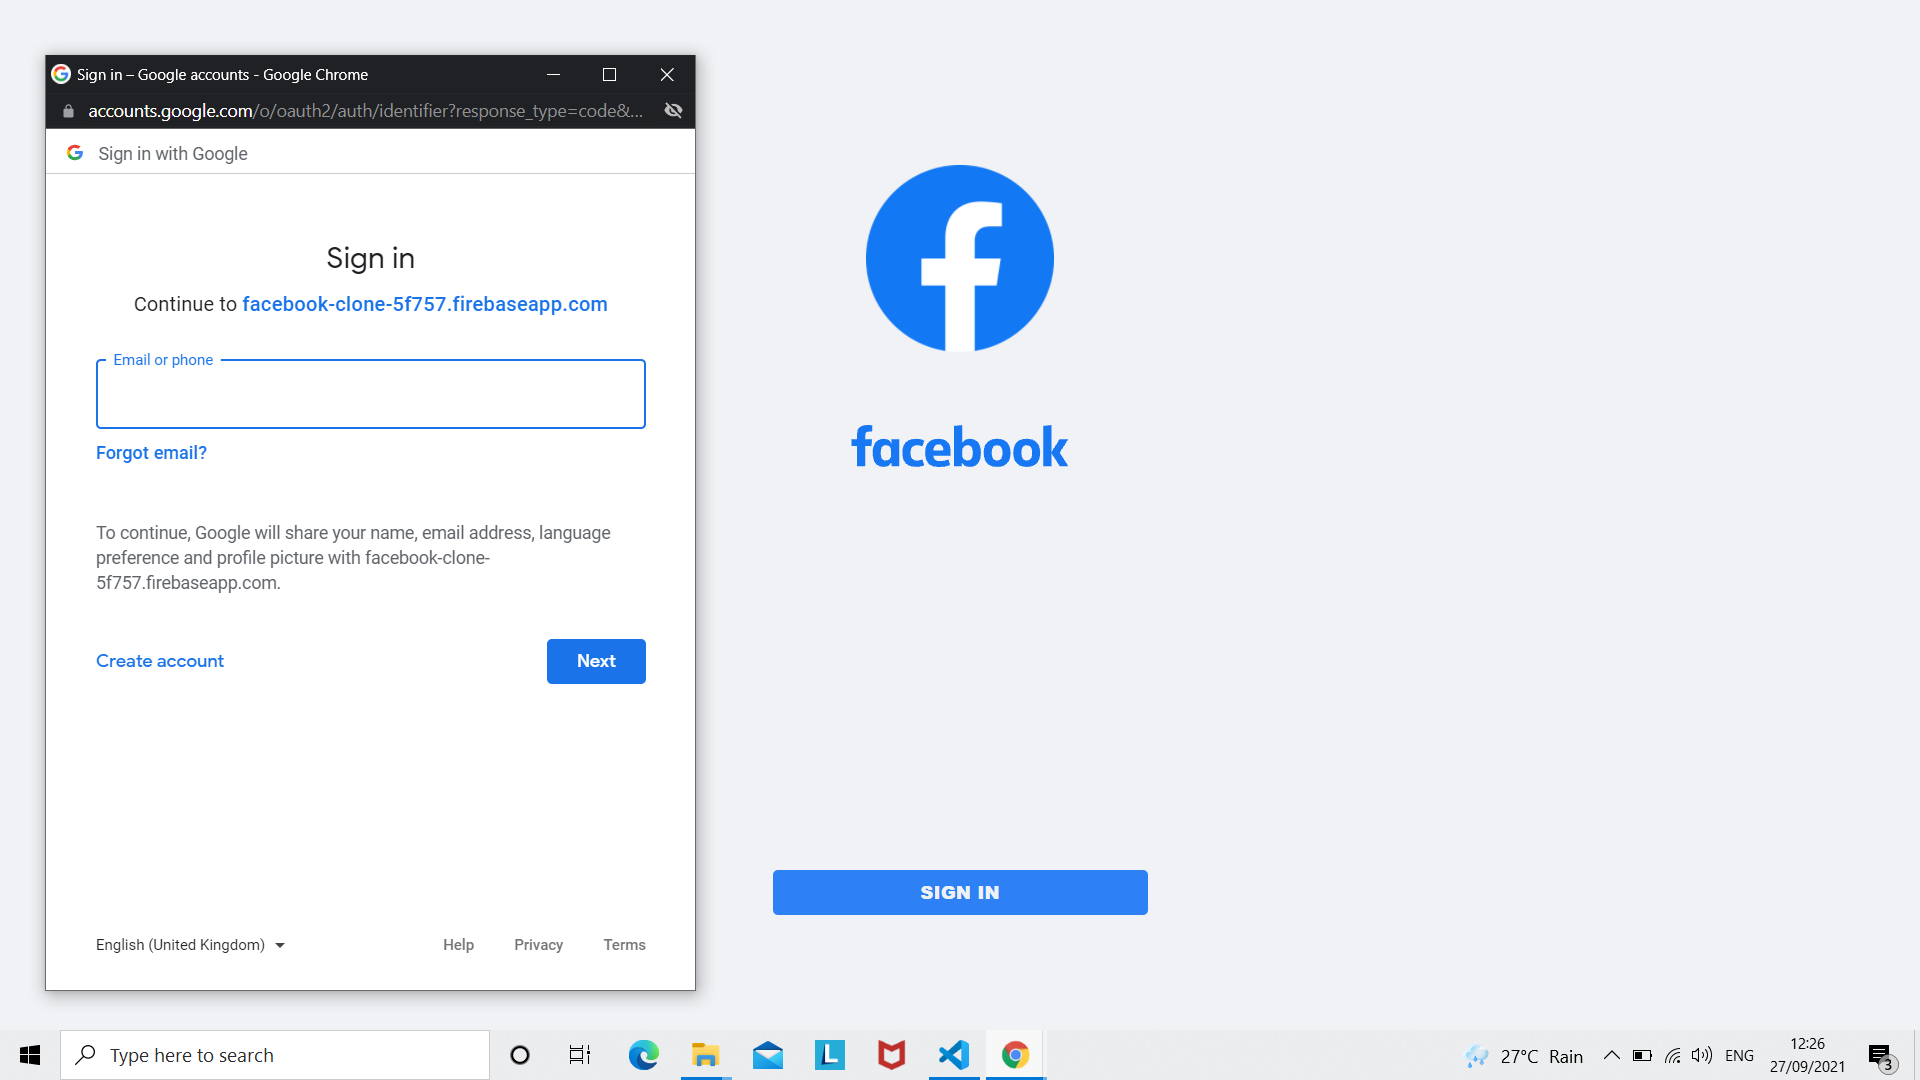 Sign in – Google accounts - Google Chrome
accounts.google.com/o/oauth2/auth/identifier?response_type=code&...
Sign in with Google
Sign in
Continue to facebook-clone-5f757.firebaseapp.com
Email or phone
Forgot email?
To continue, Google will share your name, email address, language
preference and profile picture with facebook-clone-
5f757.firebaseapp.com.
Create account
Next
English (United Kingdom)
Help
Privacy
Terms
facebook
SIGN IN
Type here to search
L
27°C Rain
ENG
12:26
27/09/2021
3